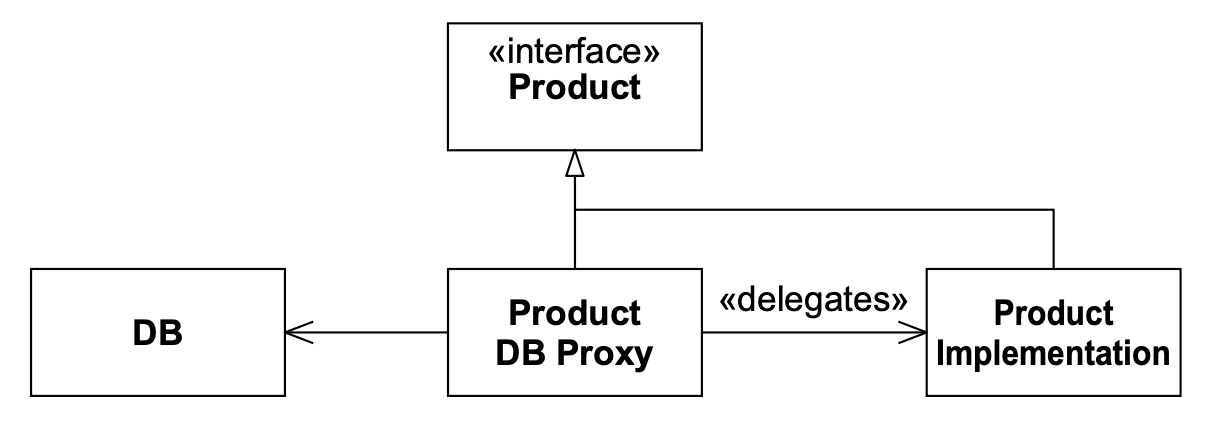 «interface»
Product
DB
Product
DB Proxy
«delegates»
Product
Implementation